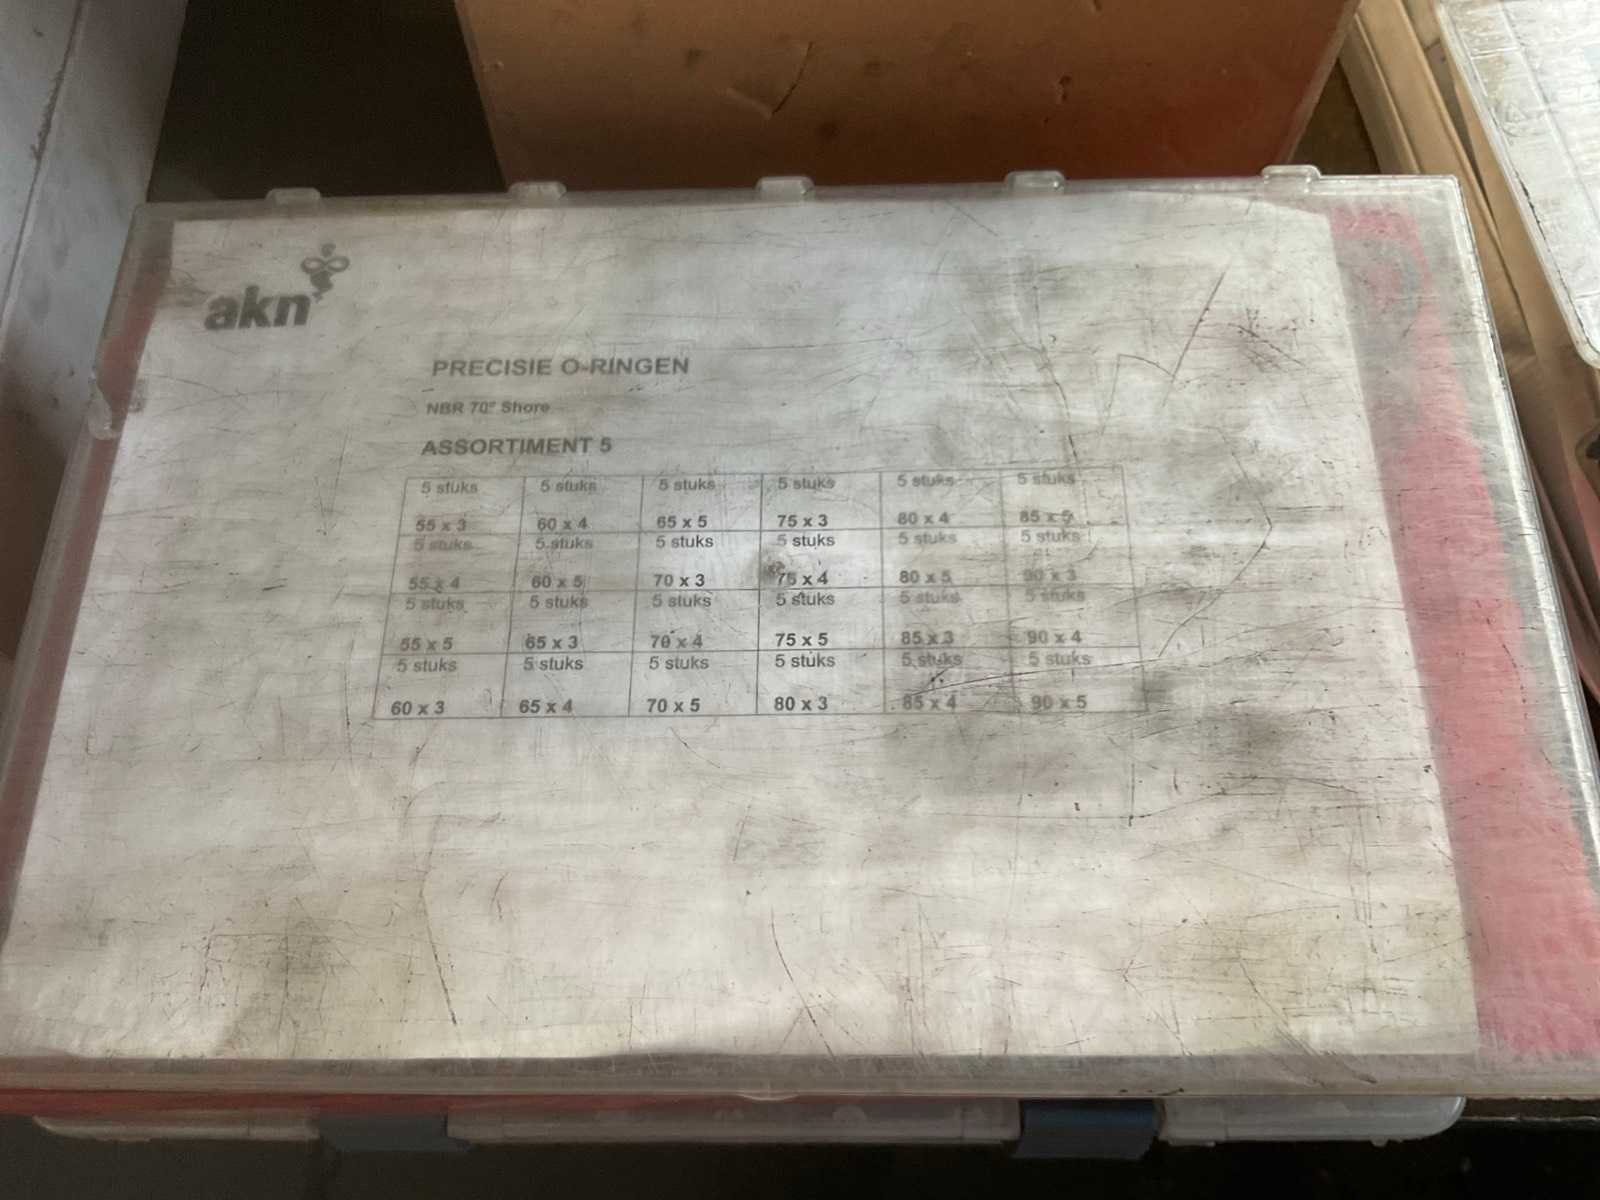 akn
PRECISIE O-RINGEN
NBR 70° Shore
ASSORTIMENT 5
5 stuks 5 stuks 5 stuks 5 stuks 5 stuks 5 stuks
55 x 3 60 x 4 65 x 5 75 x 3 80 x 4 85 x 5
5 stuks 5 stuks 5 stuks 5 stuks 5 stuks 5 stuks
55 x 4 60 x 5 70 x 3 75 x 4 80 x 5 90 x 3
5 stuks 5 stuks 5 stuks 5 stuks 5 stuks 5 stuks
55 x 5 65 x 3 70 x 4 75 x 5 85 x 3 90 x 4
5 stuks 5 stuks 5 stuks 5 stuks 5 stuks 5 stuks
60 x 3 65 x 4 70 x 5 80 x 3 85 x 4 90 x 5